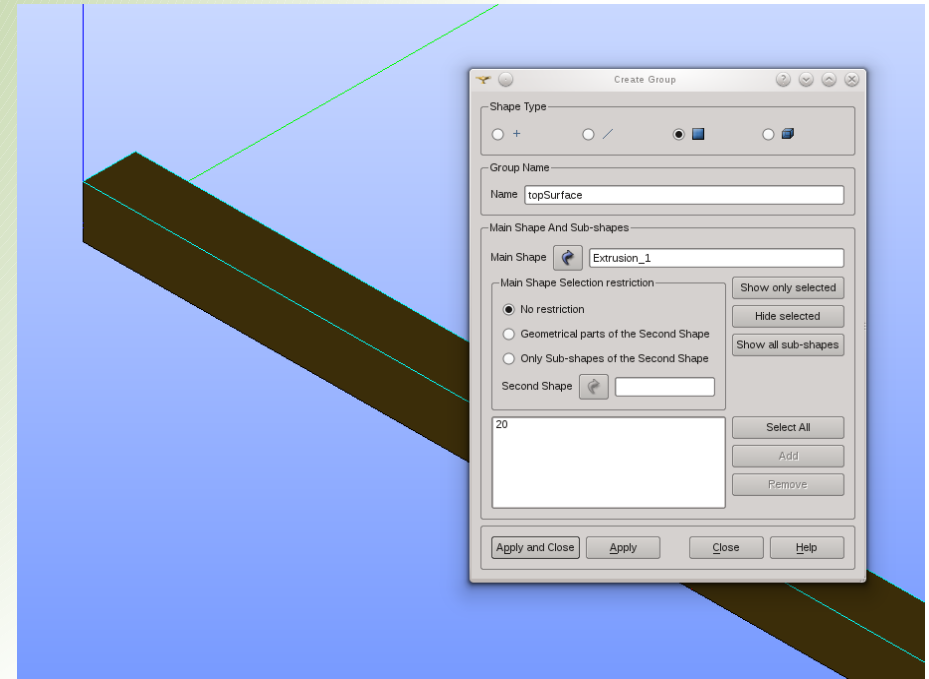 Create Group
Shape Type
Group Name
Name topSurface
Main Shape And Sub-shapes
Main Shape Extrusion_1
Main Shape Selection restriction
Show only selected
No restriction
Hide selected
Geometrical parts of the Second Shape
Show all sub-shapes
Only Sub-shapes of the Second Shape
Second Shape
20
Select All
Add
Remove
Apply and Close Apply Close Help